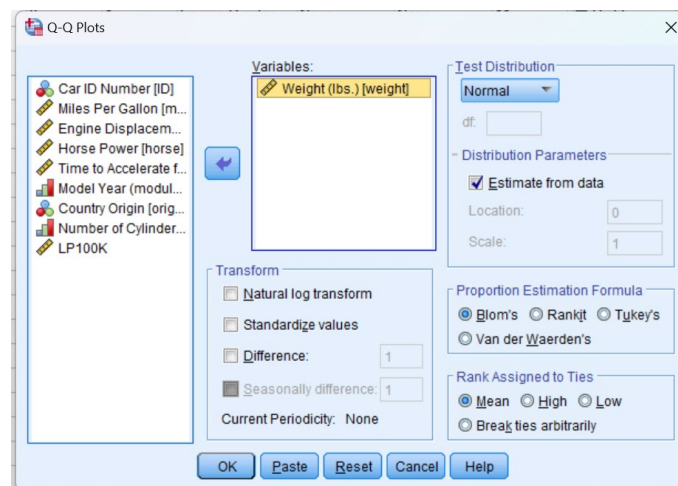 Q-Q Plots
Car ID Number [ID]
Miles Per Gallon [m...
Engine Displacem...
Horse Power [horse]
Time to Accelerate f...
Model Year (modul...
Country Origin [orig...
Number of Cylinder...
LP100K
Variables:
Weight (lbs.) [weight]
Transform
Natural log transform
Standardize values
Difference: 1
Seasonally difference: 1
Current Periodicity: None
Test Distribution
Normal
df:
Distribution Parameters
Estimate from data
Location: 0
Scale: 1
Proportion Estimation Formula
Blom's Rankit Tukey's
Van der Waerden's
Rank Assigned to Ties
Mean High Low
Break ties arbitrarily
OK Paste Reset Cancel Help